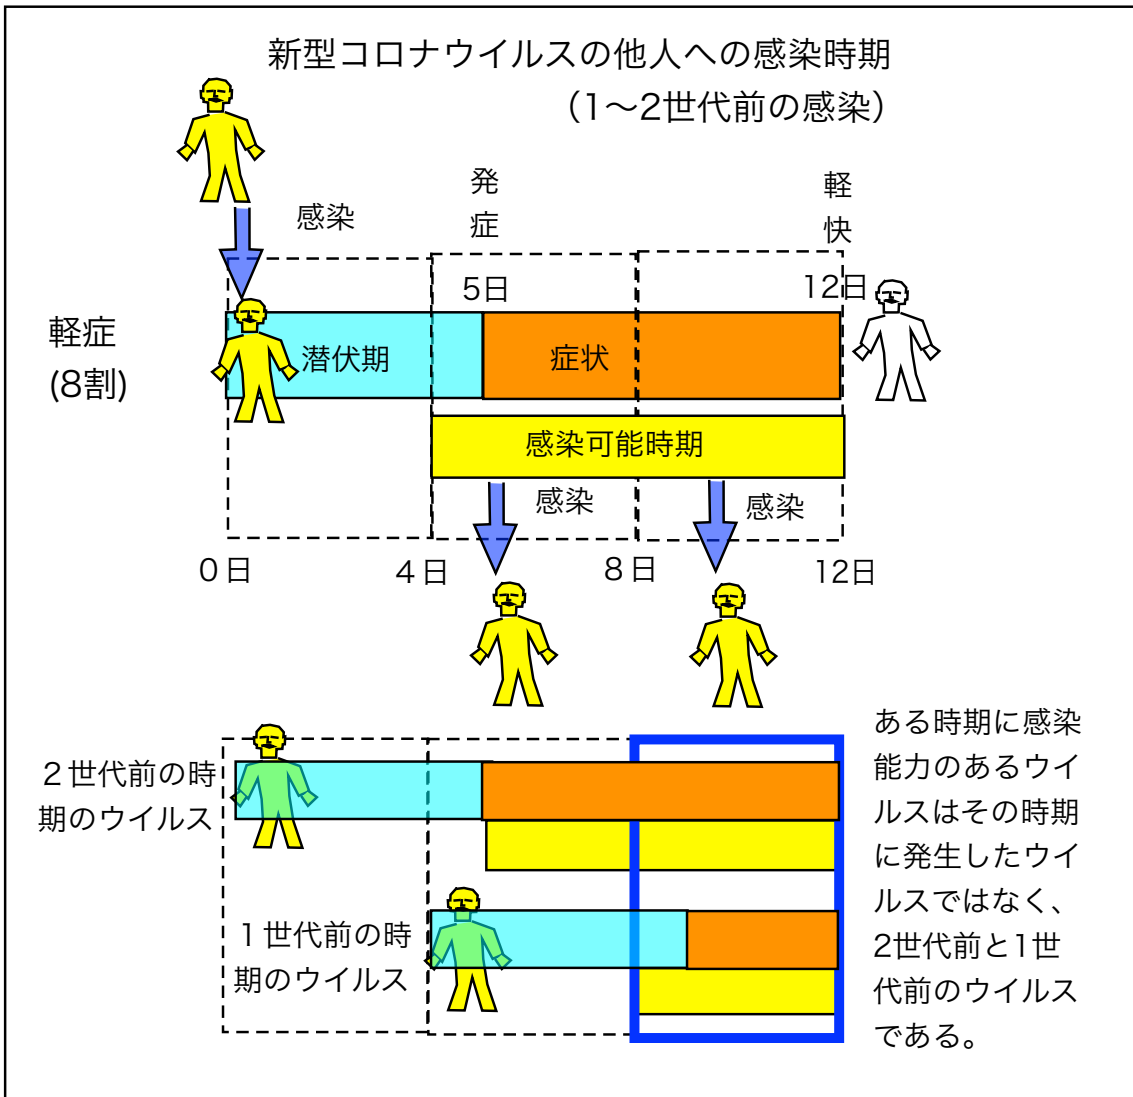 新型コロナウイルスの他人への感染時期
（1〜2世代前の感染）
感染
発症
軽快
5日
12日
軽症
(8割)
潜伏期
症状
感染可能時期
感染
感染
０日
４日
８日
12日
２世代前の時
期のウイルス
１世代前の時
期のウイルス
ある時期に感染
能力のあるウイ
ルスはその時期
に発生したウイ
ルスではなく、
2世代前と1世
代前のウイルス
である。